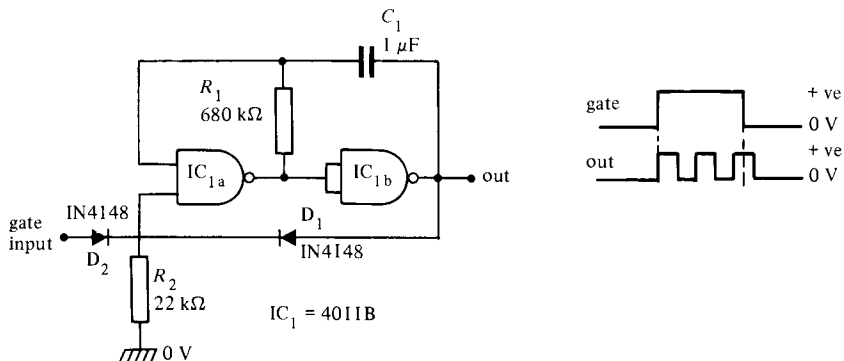 C1
1 μF
R1
680 kΩ
IC1a
IC1b
out
IN4148
D1
gate
input
D2
IN4148
R2
22 kΩ
IC1 = 4011B
0 V
gate
+ ve
0 V
out
+ ve
0 V